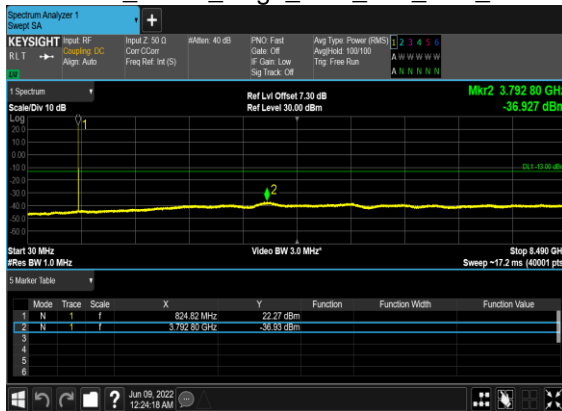 Spectrum Analyzer 1
Swept SA
+
KEYSIGHT Input: RF Input Z: 50 Ω #Atten: 40 dB PNO: Fast Avg Type: Power (RMS) 1 2 3 4 5 6
RLT Coupling: DC Corr CCorr Gate: Off Avg|Hold: 100/100 A W W W W W
Align: Auto Freq Ref: Int (S) IF Gain: Low Trig: Free Run
Sig Track: Off A N N N N N
1 Spectrum Ref Lvl Offset 7.30 dB Mkr2 3.792 80 GHz
Scale/Div 10 dB Ref Level 30.00 dBm -36.927 dBm
Log
20.0
1
10.0
0.00
-10.0
DL1 -13.00 dBm
-20.0
-30.0
2
-40.0
-50.0
-60.0
Start 30 MHz Video BW 3.0 MHz* Stop 8.490 GHz
#Res BW 1.0 MHz Sweep ~17.2 ms (40001 pts)
5 Marker Table
Mode Trace Scale X Y Function Function Width Function Value
1 N 1 f 824.82 MHz 22.27 dBm
2 N 1 f 3.792 80 GHz -36.93 dBm
3
4
5
6
? Jun 09, 2022
12:24:18 AM